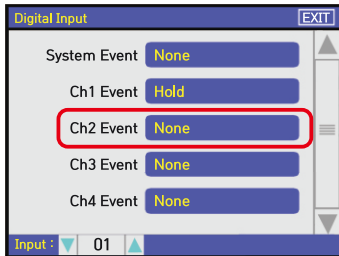 Digital Input EXIT
System Event None
Ch1 Event Hold
Ch2 Event None
Ch3 Event None
Ch4 Event None
Input : 01